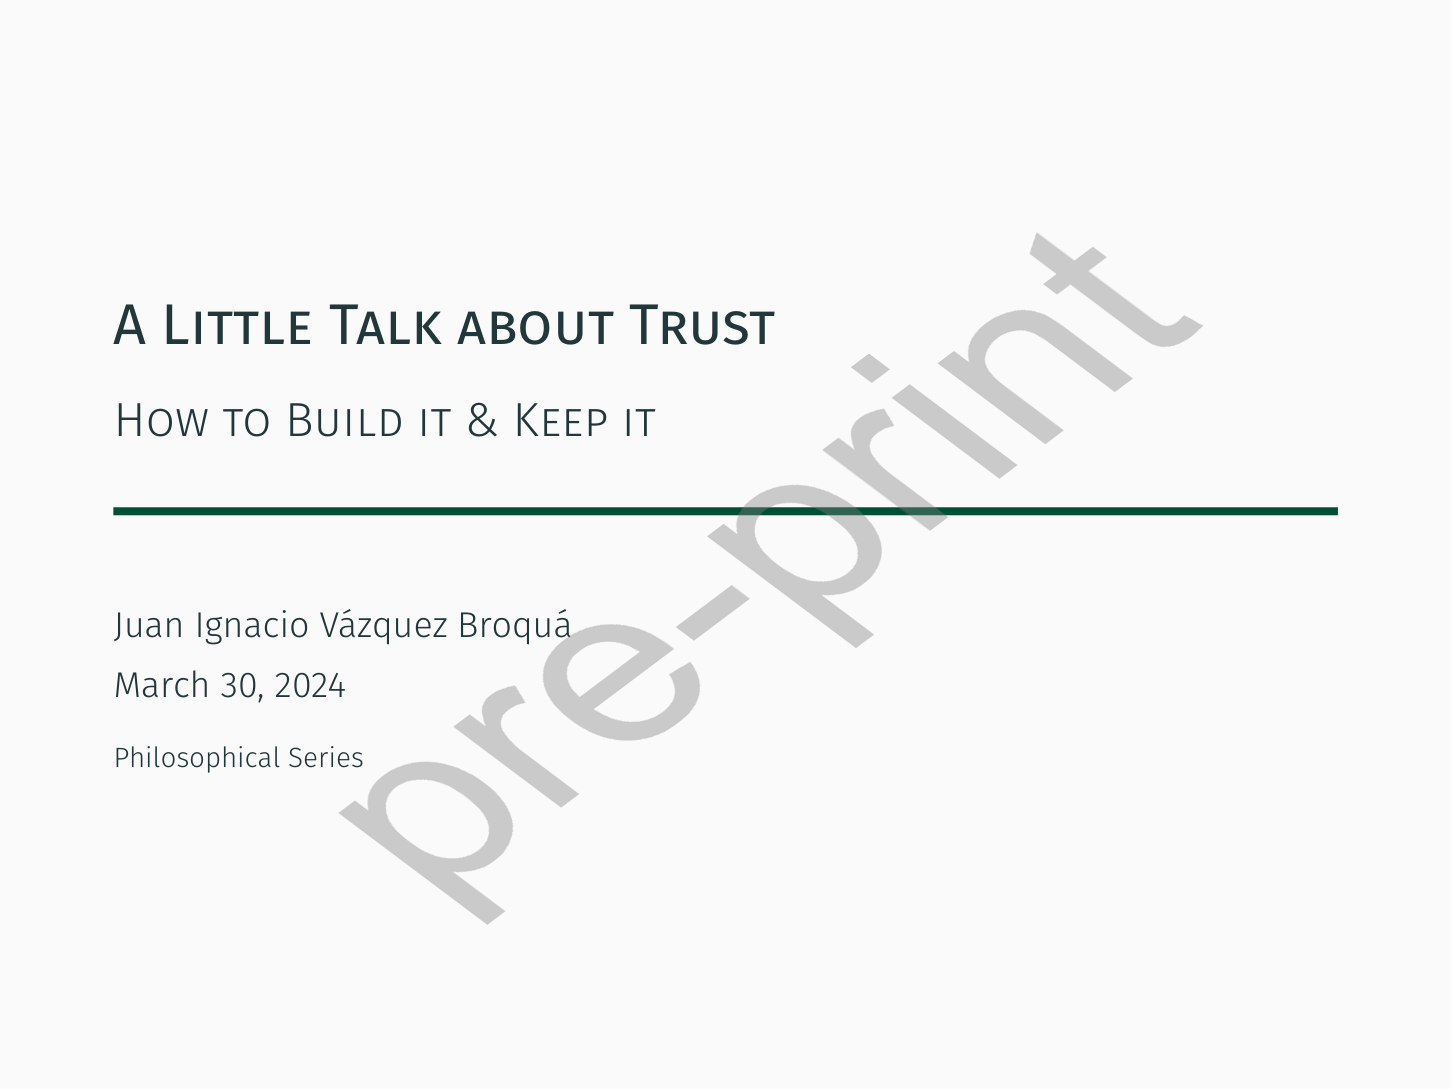 A Little Talk about Trust
How to Build it & Keep it
Juan Ignacio Vázquez Broquá
March 30, 2024
Philosophical Series
pre-print